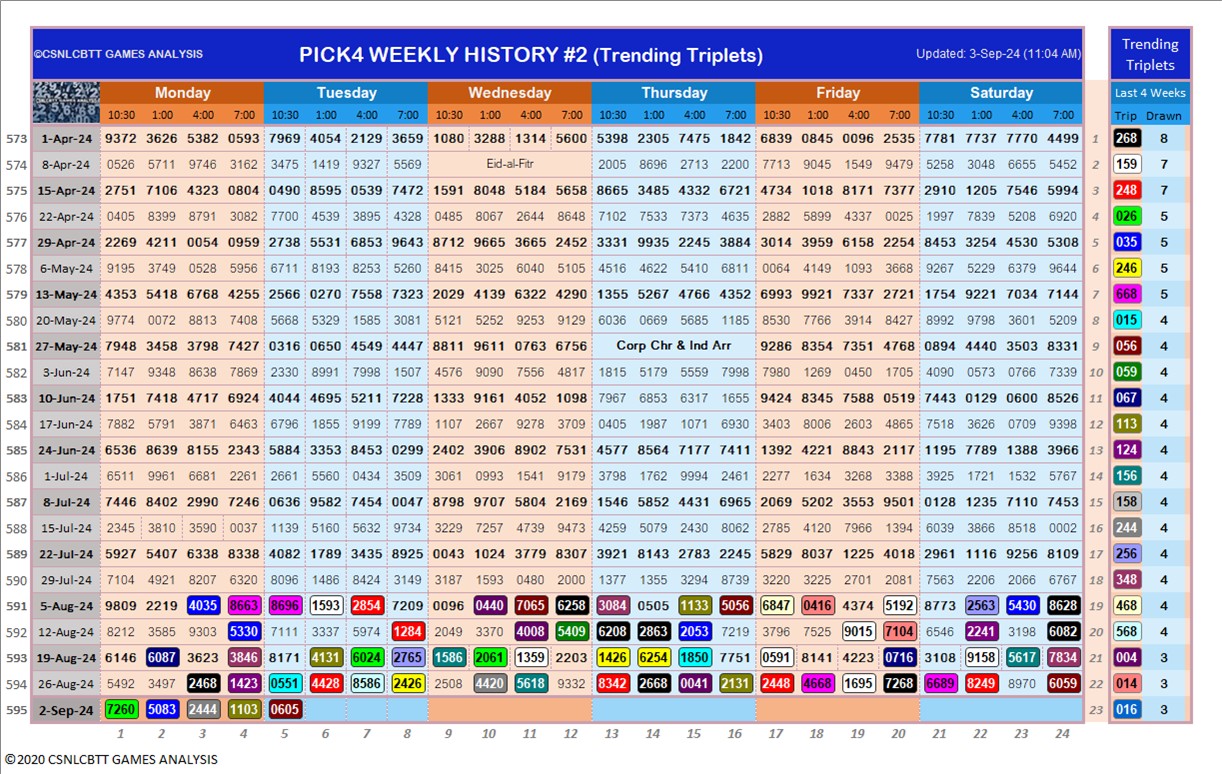 ©CSNLCBTT GAMES ANALYSIS PICK4 WEEKLY HISTORY #2 (Trending Triplets) Updated: 3-Sep-24 (11:04 AM) Trending
Triplets
Monday Tuesday Wednesday Thursday Friday Saturday Last 4 Weeks
10:30 1:00 4:00 7:00 10:30 1:00 4:00 7:00 10:30 1:00 4:00 7:00 10:30 1:00 4:00 7:00 10:30 1:00 4:00 7:00 10:30 1:00 4:00 7:00 Trip Drawn
573 1-Apr-24 9372 3626 5382 0593 7969 4054 2129 3659 1080 3288 1314 5600 5398 2305 7475 1842 6839 0845 0096 2535 7781 7737 7770 4499 1 268 8
574 8-Apr-24 0526 5711 9746 3162 3475 1419 9327 5569 Eid-al-Fitr 2005 8696 2713 2200 7713 9045 1549 9479 5258 3048 6655 5452 2 159 7
575 15-Apr-24 2751 7106 4323 0804 0490 8595 0539 7472 1591 8048 5184 5658 8665 3485 4332 6721 4734 1018 8171 7377 2910 1205 7546 5994 3 248 7
576 22-Apr-24 0405 8399 8791 3082 7700 4539 3895 4328 0485 8067 2644 8648 7102 7533 7373 4635 2882 5899 4337 0025 1997 7839 5208 6920 4 026 5
577 29-Apr-24 2269 4211 0054 0959 2738 5531 6853 9643 8712 9665 3665 2452 3331 9935 2245 3884 3014 3959 6158 2254 8453 3254 4530 5308 5 035 5
578 6-May-24 9195 3749 0528 5956 6711 8193 8253 5260 8415 3025 6040 5105 4516 4622 5410 6811 0064 4149 1093 3668 9267 5229 6379 9644 6 246 5
579 13-May-24 4353 5418 6768 4255 2566 0270 7558 7323 2029 4139 6322 4290 1355 5267 4766 4352 6993 9921 7337 2721 1754 9221 7034 7144 7 668 5
580 20-May-24 9774 0072 8813 7408 5668 5329 1585 3081 5121 5252 9253 9129 6036 0669 5685 1185 8530 7766 3914 8427 8992 9798 3601 5209 8 015 4
581 27-May-24 7948 3458 3798 7427 0316 0650 4549 4447 9811 9611 0763 6756 Corp Chr & Ind Arr 9286 8354 7351 4768 0894 4440 3503 8331 9 056 4
582 3-Jun-24 7147 9348 8638 7869 2330 8991 7998 1507 4576 9090 7556 4817 1815 5179 5559 7998 7980 1269 0450 1705 4090 0573 0766 7339 10 059 4
583 10-Jun-24 1751 7418 4717 6924 4044 4695 5211 7228 1333 9161 4052 1098 7967 6853 6317 1655 9424 8345 7588 0519 7443 0129 0600 8526 11 067 4
584 17-Jun-24 7882 5791 3871 6463 6796 1855 9199 7789 1107 2667 9278 3709 0405 1987 1071 6930 3403 8006 2603 4865 7518 3626 0709 9398 12 113 4
585 24-Jun-24 6536 8639 8155 2343 5884 3353 8453 0299 2402 3906 8902 7531 4577 8564 7177 7411 1392 4221 8843 2117 1195 7789 1388 3966 13 124 4
586 1-Jul-24 6511 9961 6681 2261 2661 5560 0434 3509 0361 0993 1541 9179 3798 1762 9994 2461 2277 1634 3268 3388 3925 1721 1532 5767 14 156 4
587 8-Jul-24 7446 8402 2990 7246 0636 9582 7454 0047 8798 9707 5804 2169 1546 5852 4431 6965 2069 5202 3553 9501 0128 1235 7110 7453 15 158 4
588 15-Jul-24 2345 3810 3590 0037 1139 5160 5632 9734 3229 7257 4739 9473 4259 5079 2430 8062 2785 4120 7966 1394 6039 3866 8518 0002 16 244 4
589 22-Jul-24 5927 5407 6338 8338 4082 1789 3435 8925 0043 1024 3779 8307 3921 8143 2783 2245 5829 8037 1225 4018 2961 1116 9256 8109 17 256 4
590 29-Jul-24 7104 4921 8207 6320 8096 1486 8424 3149 3187 1593 0480 2000 1377 1355 3294 8739 3220 3225 2701 2081 7563 2206 2066 6767 18 348 4
591 5-Aug-24 9809 2219 4035 8663 8696 1593 2854 7209 0096 0440 7065 6258 3084 0505 1133 5056 6847 0416 4374 5192 8773 2563 5430 8628 19 468 4
592 12-Aug-24 8212 3585 9303 5330 7111 3337 5974 1284 2049 3370 4008 5409 6208 2863 2053 7219 3796 7525 9015 7104 6546 2241 3198 6082 20 568 4
593 19-Aug-24 6146 6087 3623 3846 8171 4131 6024 2765 1586 2061 1359 2203 1426 6254 1850 7751 0591 8141 4223 0716 3108 9158 5617 7834 21 004 3
594 26-Aug-24 5492 3497 2468 1423 0551 4428 8586 2426 2508 4420 5618 9332 8342 2668 0041 2131 2448 4668 1695 7268 6689 8249 8970 6059 22 014 3
595 2-Sep-24 7260 5083 2444 1103 0605 23 016 3
1 2 3 4 5 6 7 8 9 10 11 12 13 14 15 16 17 18 19 20 21 22 23 24
©2020 CSNLCBTT GAMES ANALYSIS